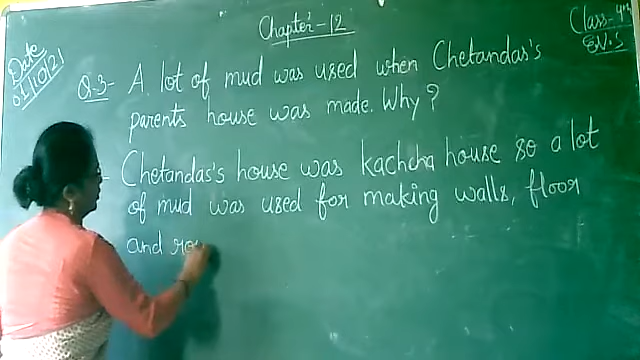 Chapter-12
Class-4th
E.V.S
Date
01/10/21
Q.3- A lot of mud was used when Chetandas's
parents house was made. Why?
- Chetandas's house was kachcha house so a lot
of mud was used for making walls, floor
and roo